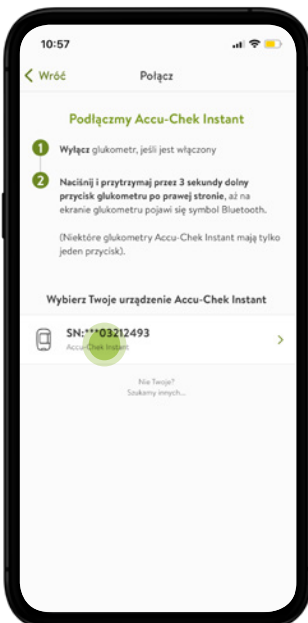 10:57
Wróć
Połącz
Podłączmy Accu-Chek Instant
1
Wyłącz glukometr, jeśli jest włączony
2
Naciśnij i przytrzymaj przez 3 sekundy dolny
przycisk glukometru po prawej stronie, aż na
ekranie glukometru pojawi się symbol Bluetooth.
(Niektóre glukometry Accu-Chek Instant mają tylko
jeden przycisk).
Wybierz Twoje urządzenie Accu-Chek Instant
SN:***03212493
Accu-Chek Instant
Nie Twoje?
Szukamy innych...